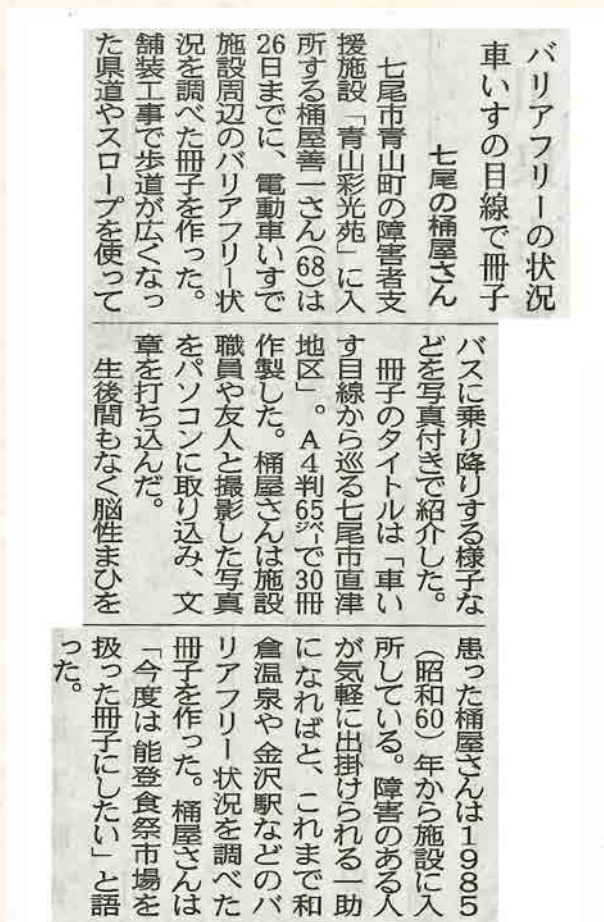 バリアフリーの状況
車いすの目線で冊子
七尾の桶屋さん
七尾市青山町の障害者支
援施設「青山彩光苑」に入
所する桶屋善一さん(68)は
26日までに、電動車いすで
施設周辺のバリアフリー状
況を調べた冊子を作った。
舗装工事で歩道が広くなっ
た県道やスロープを使って
バスに乗り降りする様子な
どを写真付きで紹介した。
冊子のタイトルは「車い
す目線から巡る七尾市直津
地区」。A4判65㌻で30冊
作製した。桶屋さんは施設
職員や友人と撮影した写真
をパソコンに取り込み、文
章を打ち込んだ。
生後間もなく脳性まひを
患った桶屋さんは1985
(昭和60)年から施設に入
所している。障害のある人
が気軽に出掛けられる一助
になればと、これまで和
倉温泉や金沢駅などのバ
リアフリー状況を調べた
冊子を作った。桶屋さんは
「今度は能登食祭市場を
扱った冊子にしたい」と語
った。